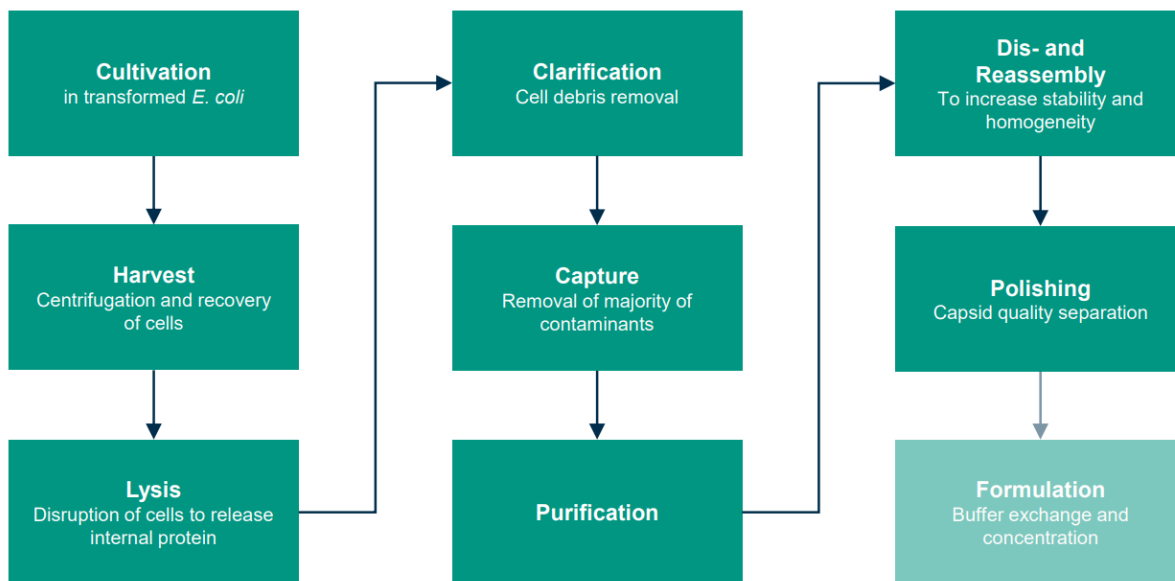 Cultivation
in transformed E. coli
Harvest
Centrifugation and recovery
of cells
Lysis
Disruption of cells to release
internal protein
Clarification
Cell debris removal
Capture
Removal of majority of
contaminants
Purification
Dis- and
Reassembly
To increase stability and
homogeneity
Polishing
Capsid quality separation
Formulation
Buffer exchange and
concentration